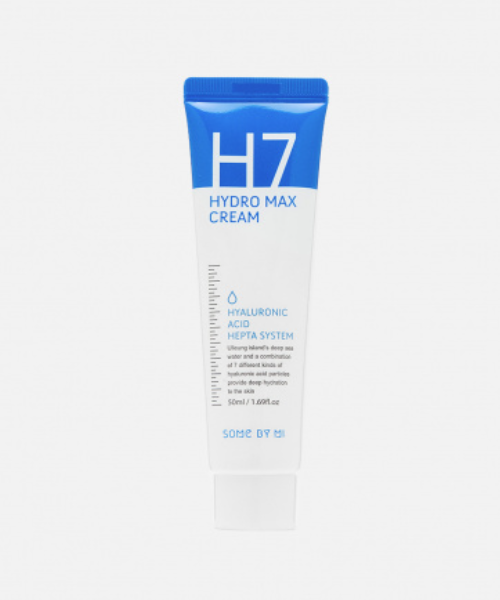 H7
HYDRO MAX
CREAM
HYALURONIC
ACID
HEPTA SYSTEM
Ulleung island's deep sea
water and a combination
of 7 different kinds of
hyaluronic acid particles
provide deep hydration
to the skin
50ml / 1.69fl.oz
SOME BY MI